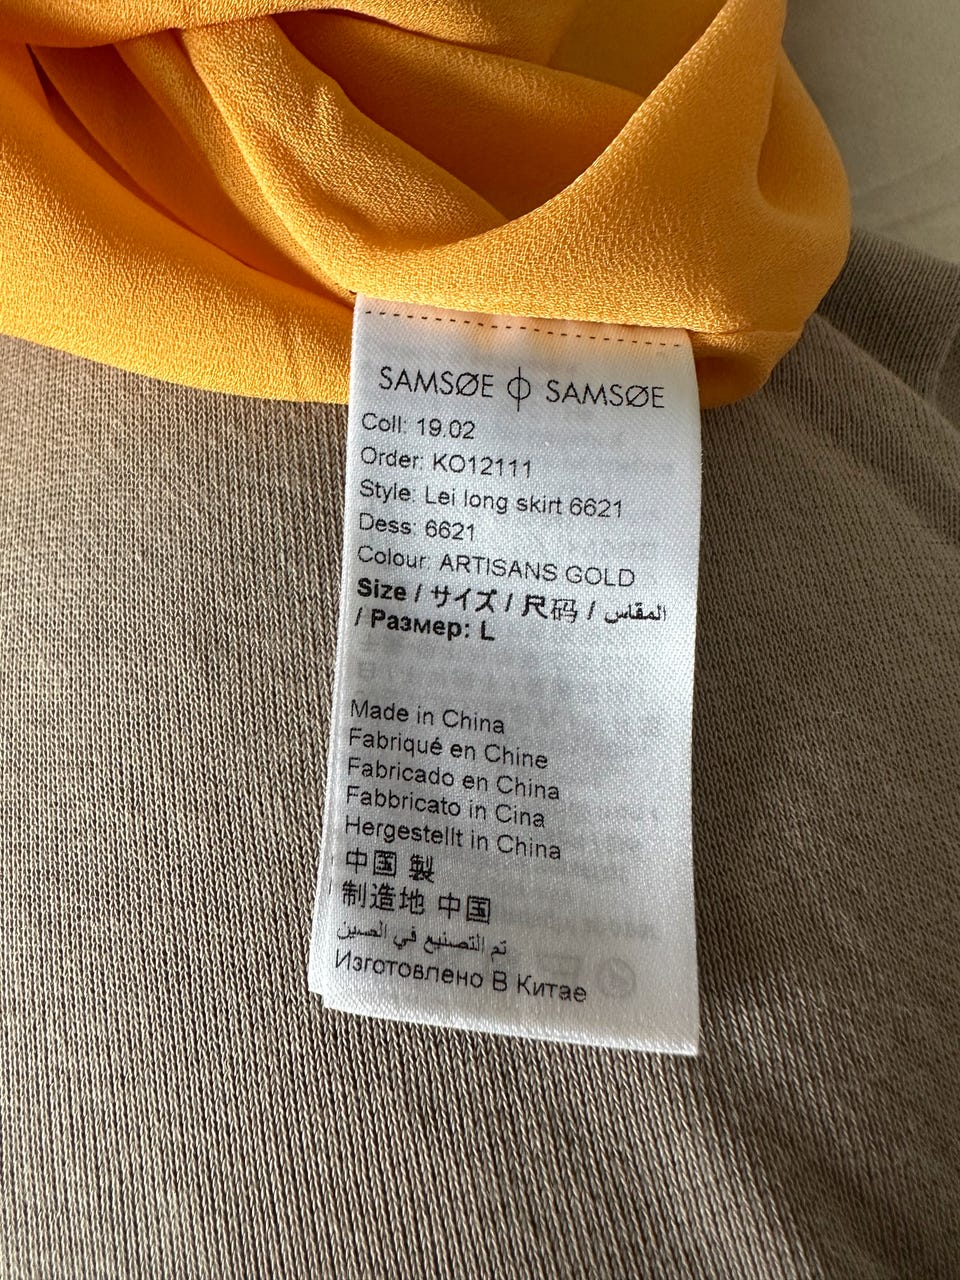 SAMSØE ϕ SAMSØE
Coll: 19.02
Order: KO12111
Style: Lei long skirt 6621
Dess: 6621
Colour: ARTISANS GOLD
Size / サイズ / 尺码 / المقاس
/ Размер: L
Made in China
Fabriqué en Chine
Fabricado en China
Fabbricato in Cina
Hergestellt in China
中国 製
制造地 中国
تم التصنيع في الصين
Изготовлено В Китае